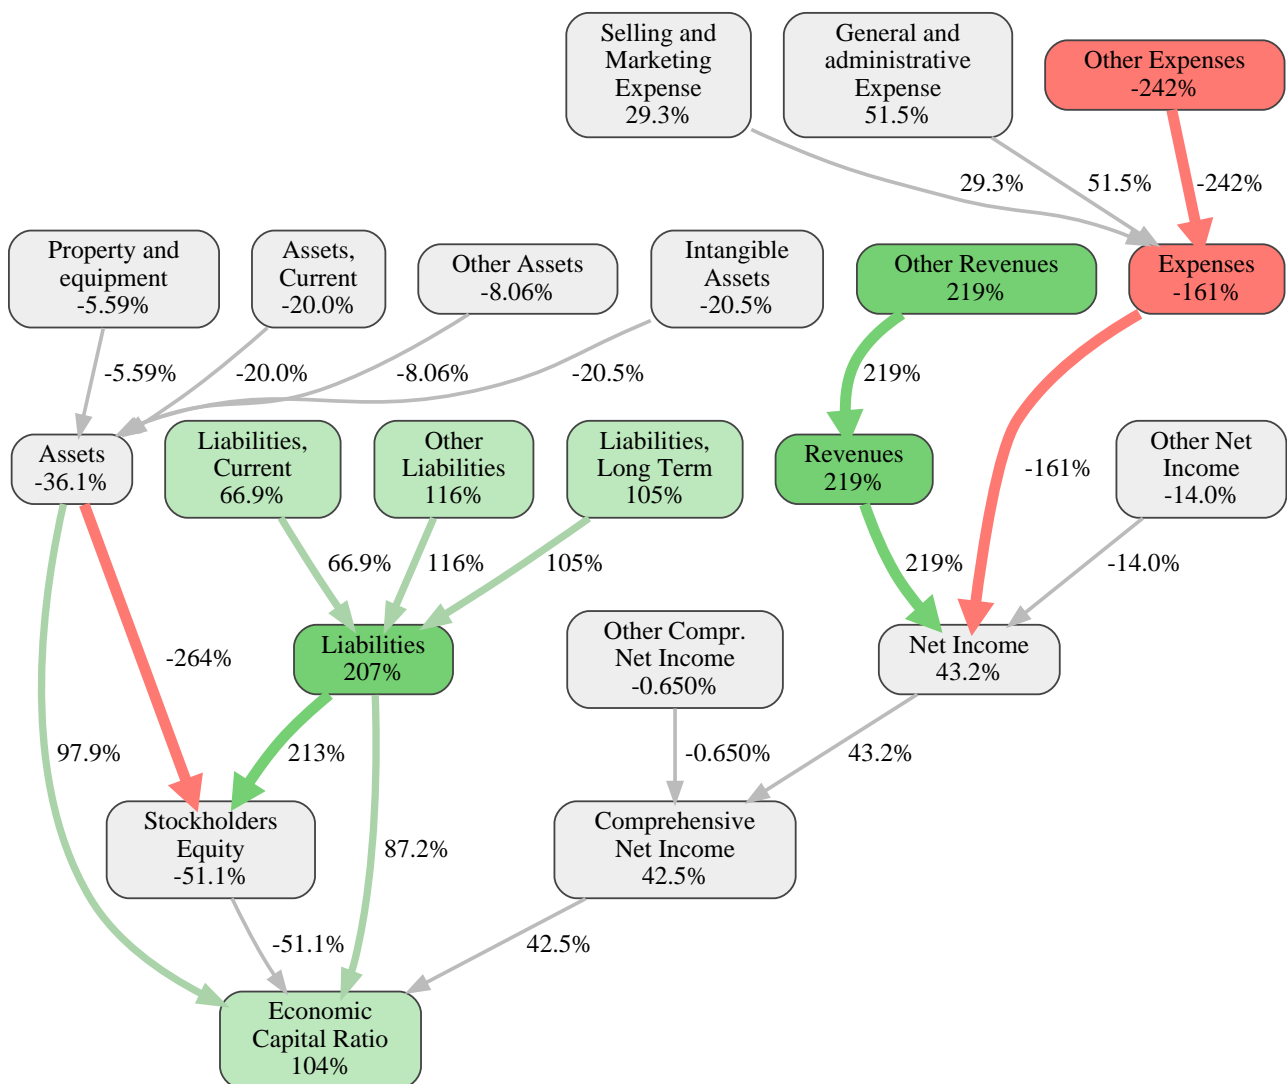 Selling and
Marketing
Expense
29.3%
General and
administrative
Expense
51.5%
Other Expenses
-242%
29.3%
51.5%
-242%
Property and
equipment
-5.59%
Assets,
Current
-20.0%
Other Assets
-8.06%
Intangible
Assets
-20.5%
Other Revenues
219%
Expenses
-161%
-5.59%
-20.0%
-8.06%
-20.5%
219%
Assets
-36.1%
Liabilities,
Current
66.9%
Other
Liabilities
116%
Liabilities,
Long Term
105%
Revenues
219%
-161%
Other Net
Income
-14.0%
66.9%
116%
105%
219%
-14.0%
-264%
Liabilities
207%
Other Compr.
Net Income
-0.650%
Net Income
43.2%
97.9%
213%
-0.650%
43.2%
Stockholders
Equity
-51.1%
87.2%
Comprehensive
Net Income
42.5%
-51.1%
42.5%
Economic
Capital Ratio
104%